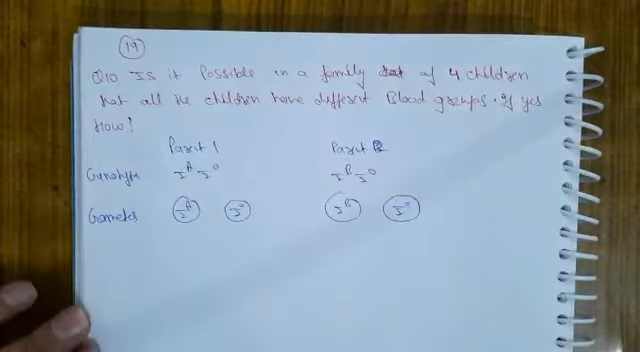 19
Q10 Is it Possible in a family of 4 children
that all the children have different Blood groups. If yes
How?
Parent 1 Parent 2
Genotype I^A I^O I^B I^O
Gametes I^A I^O I^B I^O